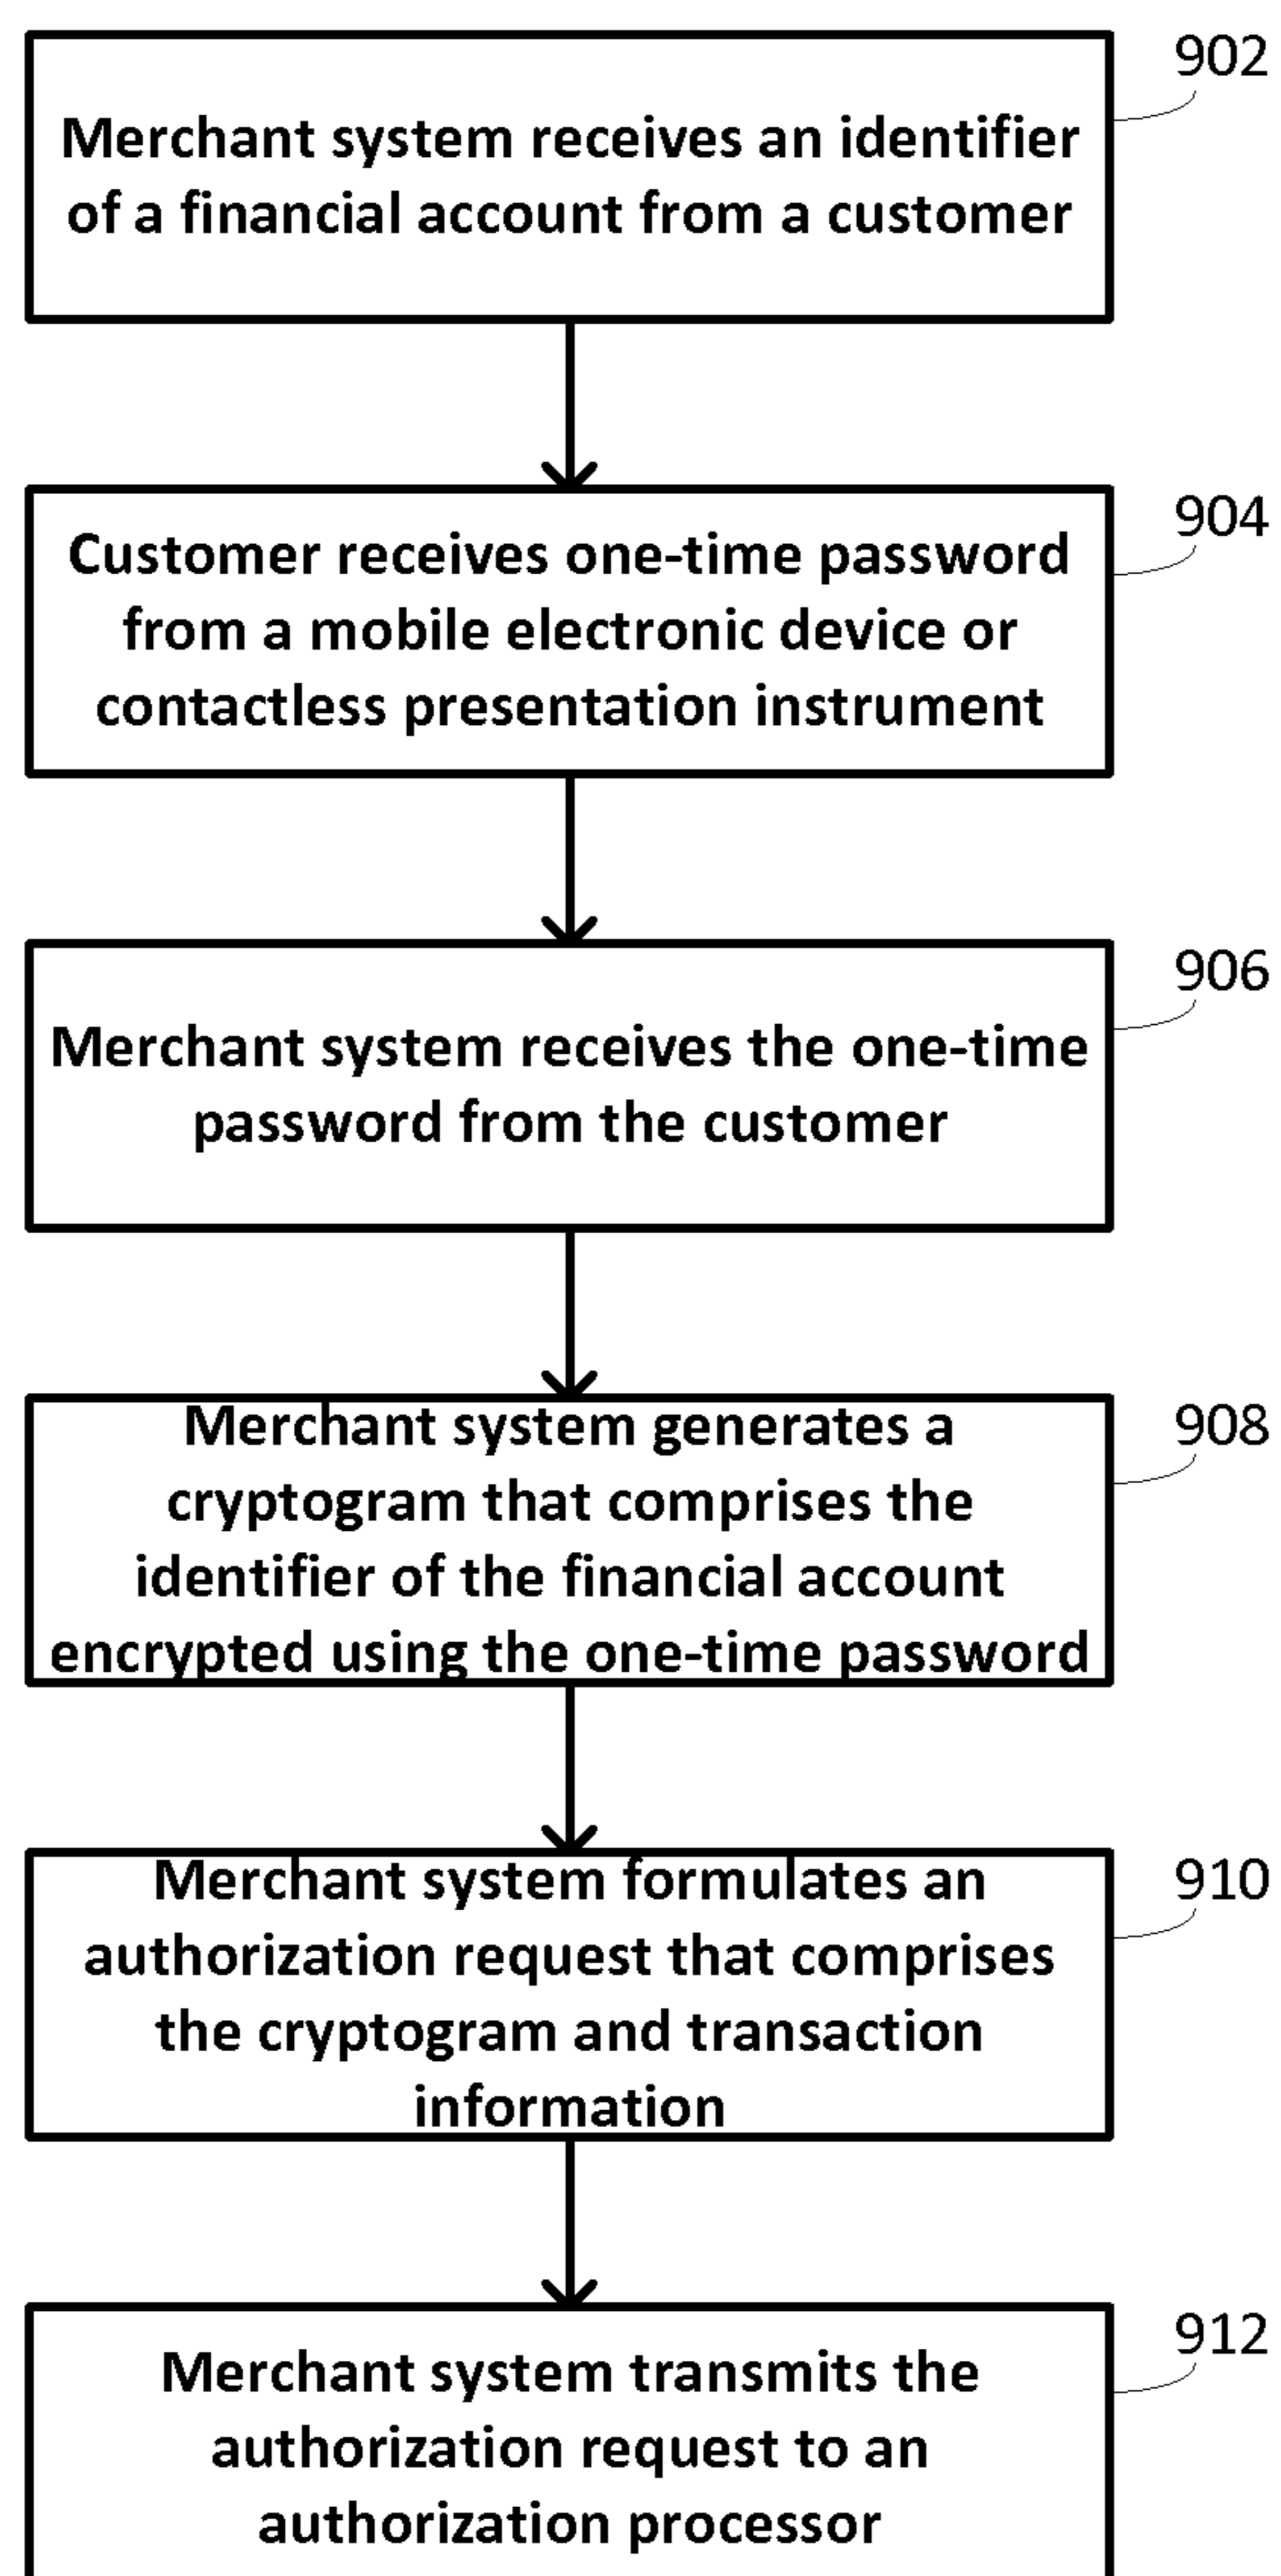 902
Merchant system receives an identifier
of a financial account from a customer
904
Customer receives one-time password
from a mobile electronic device or
contactless presentation instrument
906
Merchant system receives the one-time
password from the customer
908
Merchant system generates a
cryptogram that comprises the
identifier of the financial account
encrypted using the one-time password
910
Merchant system formulates an
authorization request that comprises
the cryptogram and transaction
information
912
Merchant system transmits the
authorization request to an
authorization processor